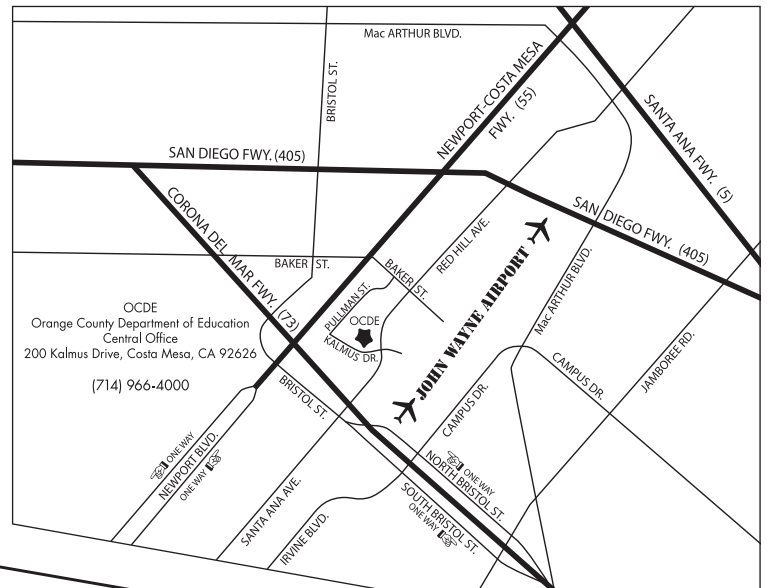 Mac ARTHUR BLVD.
BRISTOL ST.
NEWPORT-COSTA MESA
FWY. (55)
SANTA ANA FWY. (5)
SAN DIEGO FWY. (405)
CORONA DEL MAR FWY. (73)
SAN DIEGO FWY. (405)
RED HILL AVE.
BAKER ST.
BAKER ST.
JOHN WAYNE AIRPORT
Mac ARTHUR BLVD.
PULLMAN ST.
OCDE
KALMUS DR.
OCDE
Orange County Department of Education
Central Office
200 Kalmus Drive, Costa Mesa, CA 92626
(714) 966-4000
JAMBOREE RD.
CAMPUS DR.
CAMPUS DR.
BRISTOL ST.
ONE WAY
NEWPORT BLVD.
ONE WAY
SANTA ANA AVE.
IRVINE BLVD.
ONE WAY
NORTH BRISTOL ST.
SOUTH BRISTOL ST.
ONE WAY